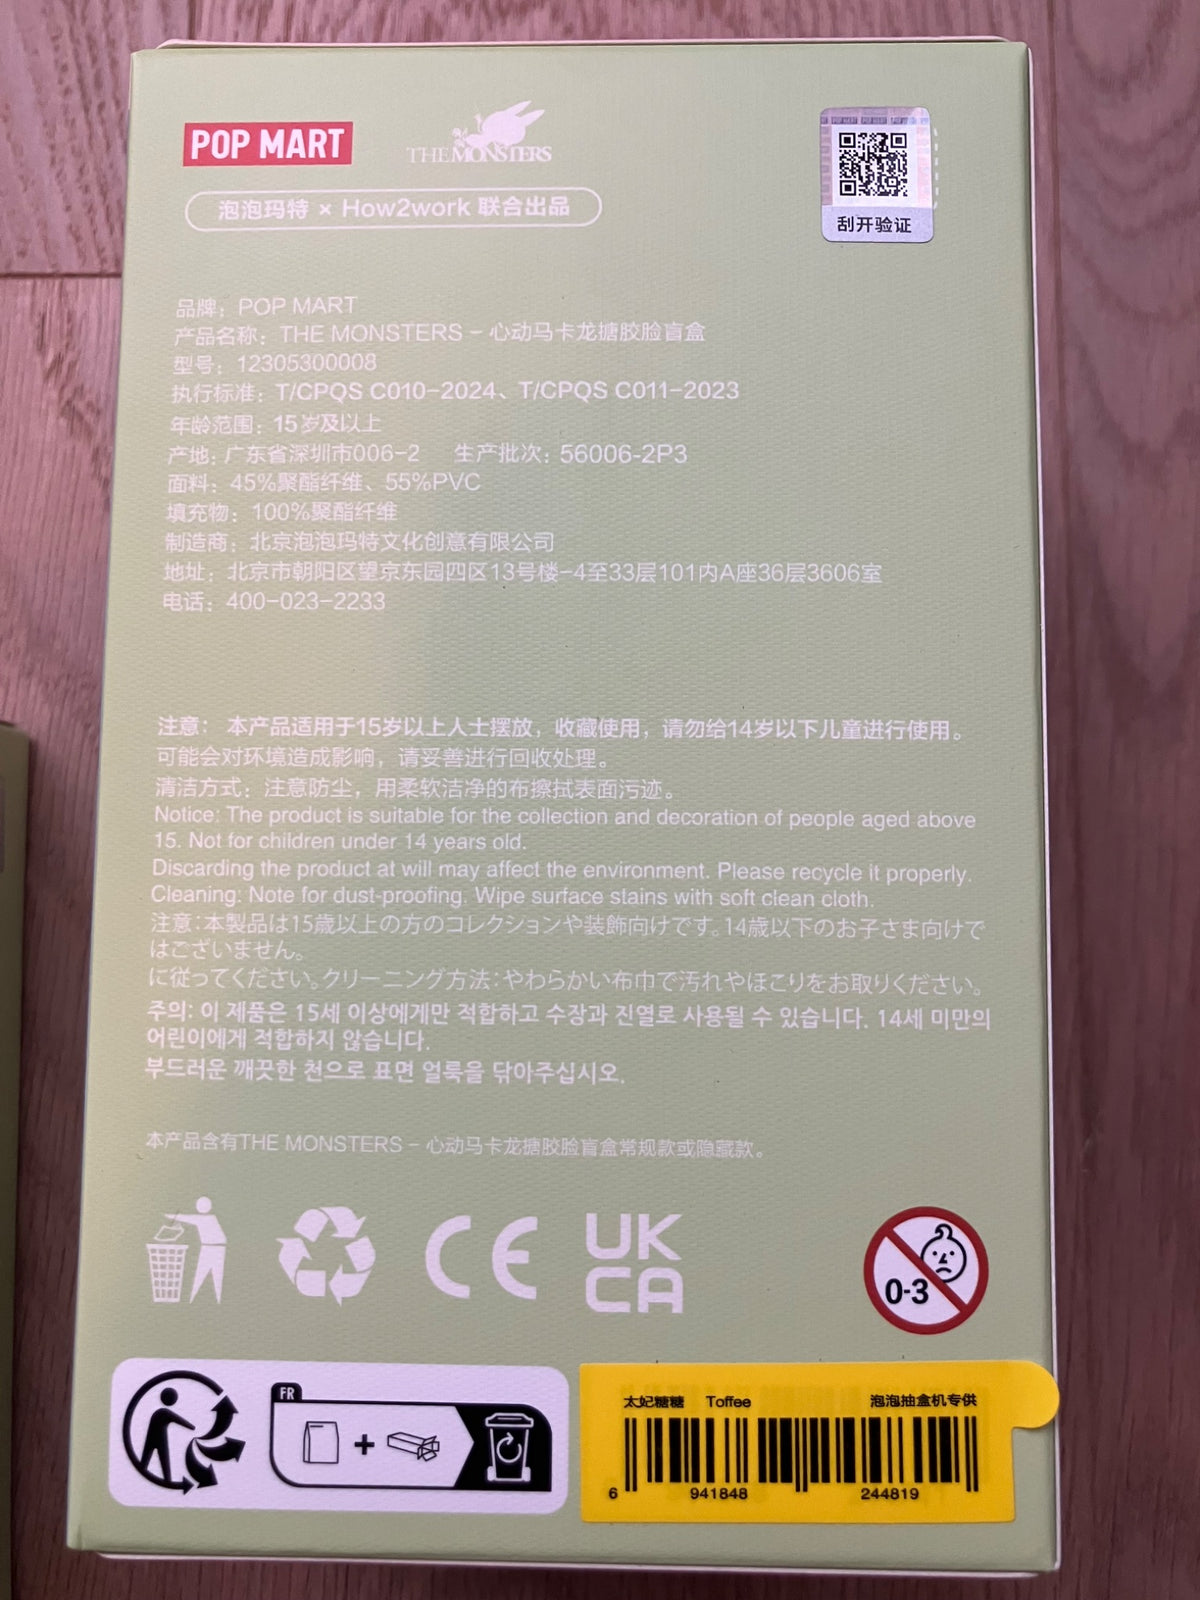 POP MART
THE MONSTERS
泡泡玛特 × How2work 联合出品
刮开验证
品牌：POP MART
产品名称：THE MONSTERS – 心动马卡龙搪胶脸盲盒
型号：12305300008
执行标准：T/CPQS C010-2024、T/CPQS C011-2023
年龄范围：15岁及以上
产地：广东省深圳市006-2 生产批次：56006-2P3
面料：45%聚酯纤维、55%PVC
填充物：100%聚酯纤维
制造商：北京泡泡玛特文化创意有限公司
地址：北京市朝阳区望京东园四区13号楼-4至33层101内A座36层3606室
电话：400-023-2233
注意： 本产品适用于15岁以上人士摆放，收藏使用，请勿给14岁以下儿童进行使用。
可能会对环境造成影响，请妥善进行回收处理。
清洁方式：注意防尘，用柔软洁净的布擦拭表面污迹。
Notice: The product is suitable for the collection and decoration of people aged above
15. Not for children under 14 years old.
Discarding the product at will may affect the environment. Please recycle it properly.
Cleaning: Note for dust-proofing. Wipe surface stains with soft clean cloth.
注意：本製品は15歳以上の方のコレクションや装飾向けです。14歳以下のお子さま向けで
はございません。
に従ってください。クリーニング方法：やわらかい布巾で汚れやほこりをお取りください。
주의: 이 제품은 15세 이상에게만 적합하고 수장과 진열로 사용될 수 있습니다. 14세 미만의
어린이에게 적합하지 않습니다.
부드러운 깨끗한 천으로 표면 얼룩을 닦아주십시오.
本产品含有THE MONSTERS – 心动马卡龙搪胶脸盲盒常规款或隐藏款。
CE
UK
CA
0-3
FR
太妃糖糖 Toffee 泡泡抽盒机专供
6 941848 244819